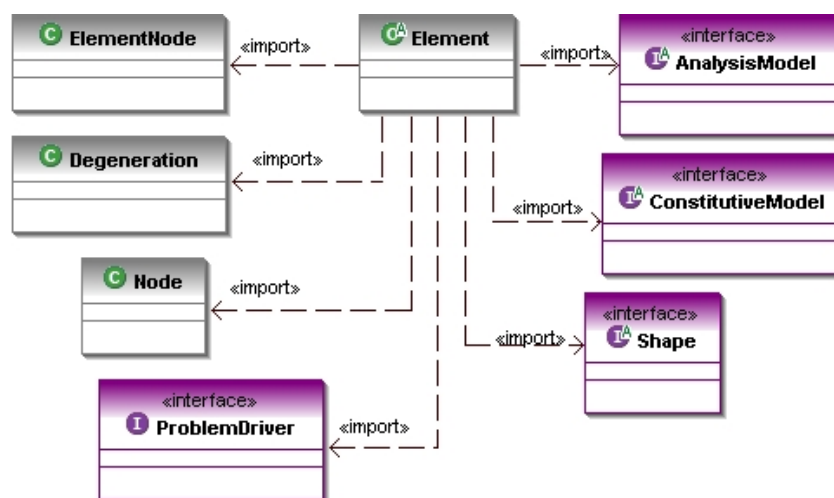 C ElementNode
«import»
C A Element
«import»
«interface»
I A AnalysisModel
C Degeneration
«import»
«interface»
I A ConstitutiveModel
«import»
C Node
«import»
«interface»
I A Shape
«import»
«interface»
I ProblemDriver
«import»